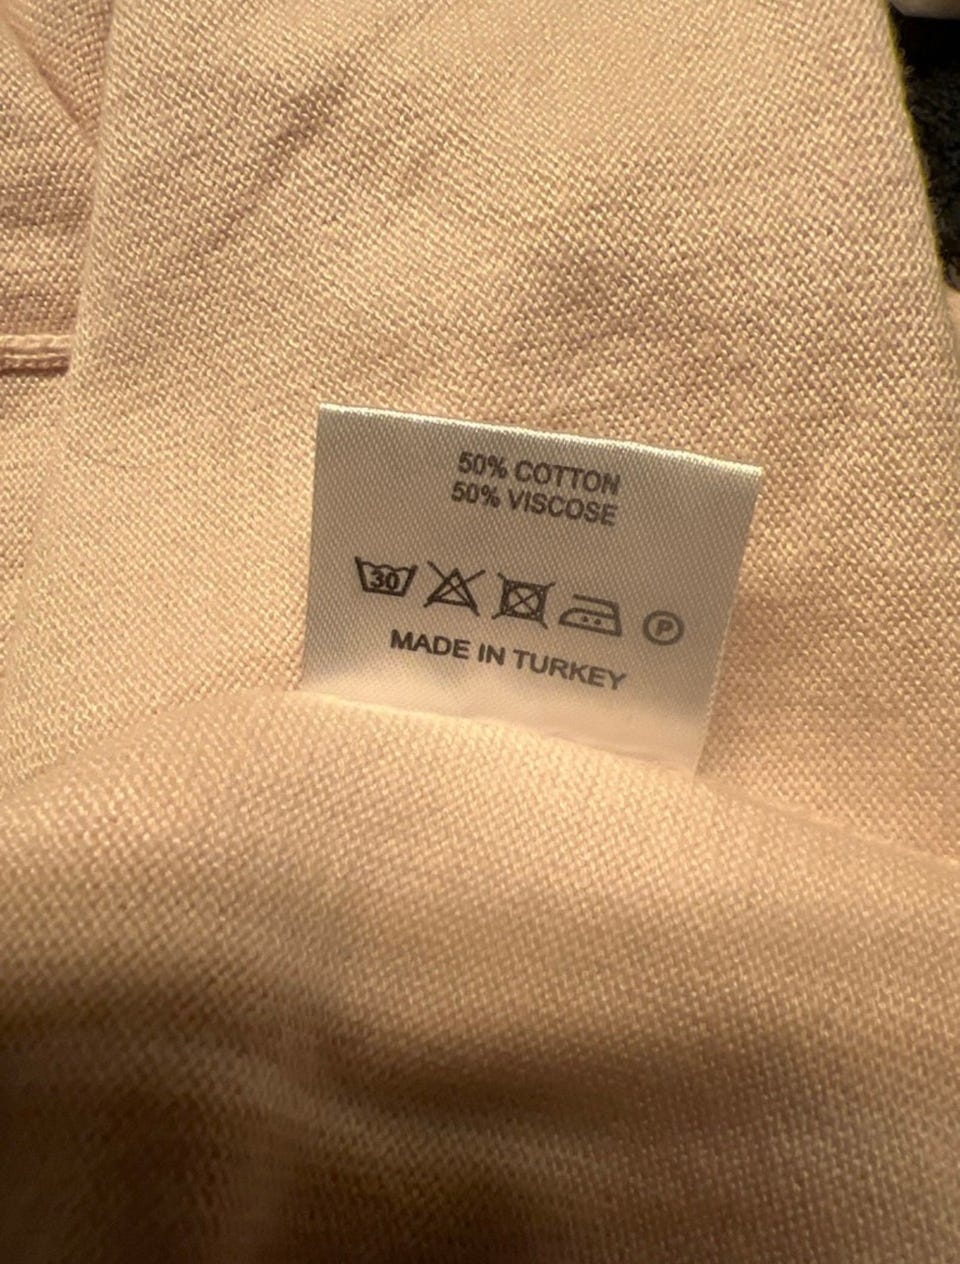 50% COTTON
50% VISCOSE
30 P
MADE IN TURKEY